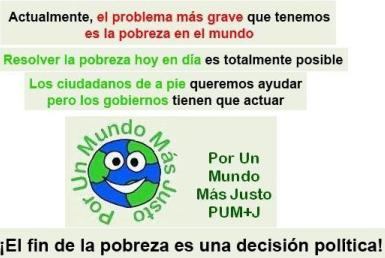 Actualmente, el problema más grave que tenemos
es la pobreza en el mundo
Resolver la pobreza hoy en día es totalmente posible
Los ciudadanos de a pie queremos ayudar
pero los gobiernos tienen que actuar
Por Un Mundo Más Justo
Por Un
Mundo
Más Justo
PUM+J
¡El fin de la pobreza es una decisión política!